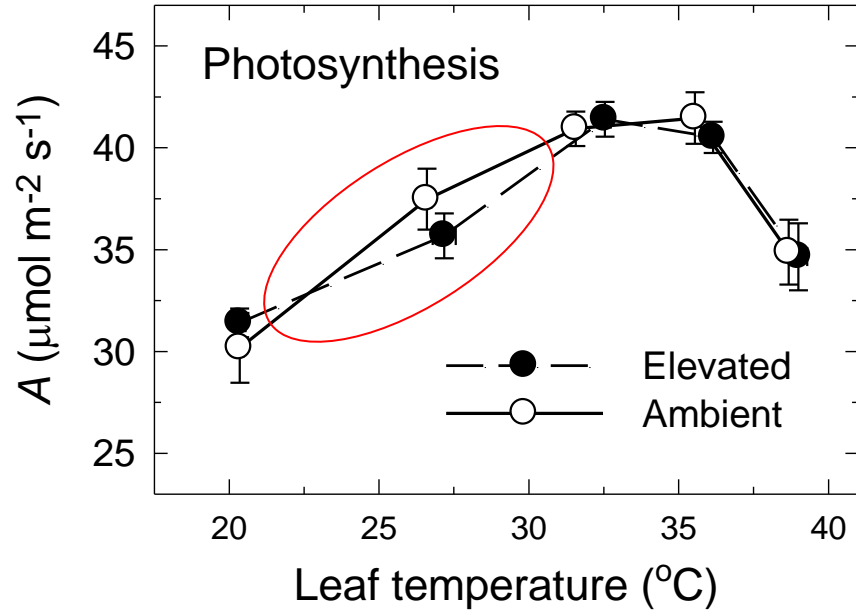 Photosynthesis
A (μmol m-2 s-1)
45
40
35
30
25
Elevated
Ambient
20 25 30 35 40
Leaf temperature (oC)